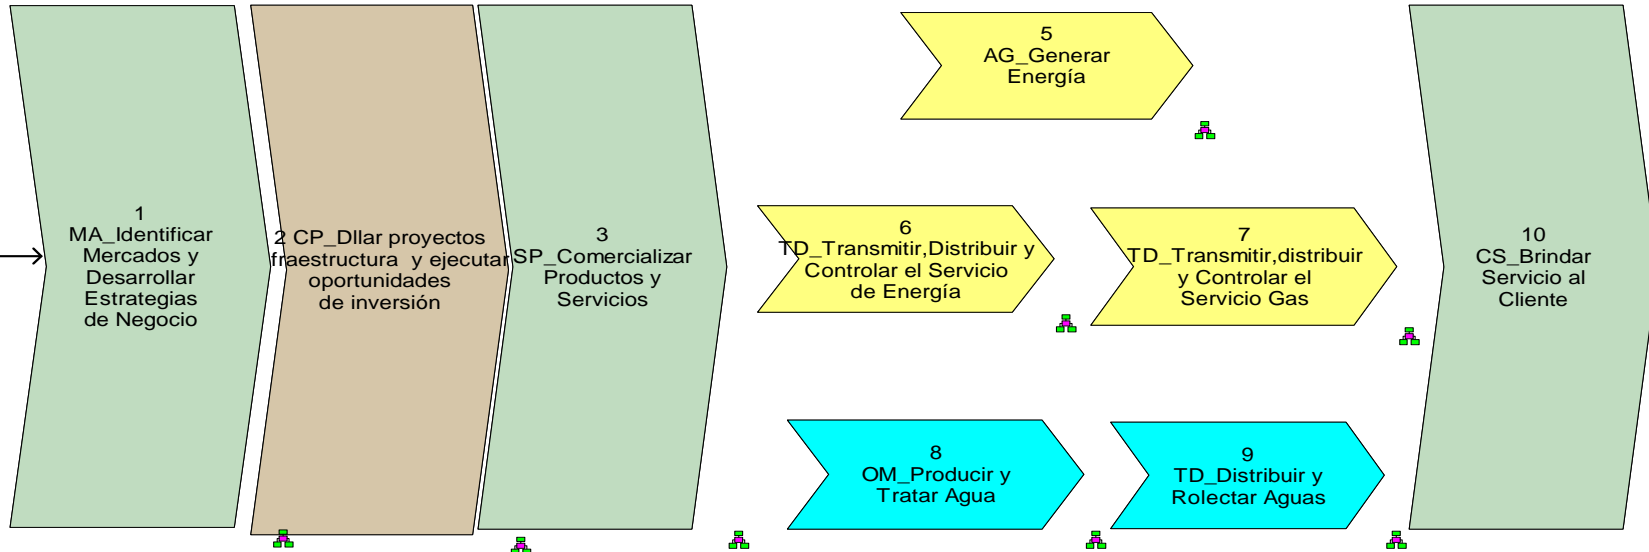 1
MA_Identificar
Mercados y
Desarrollar
Estrategias
de Negocio
2 CP_Dllar proyectos
fraestructura y ejecutar
oportunidades
de inversión
3
SP_Comercializar
Productos y
Servicios
5
AG_Generar
Energía
6
TD_Transmitir,Distribuir y
Controlar el Servicio
de Energía
7
TD_Transmitir,distribuir
y Controlar el
Servicio Gas
8
OM_Producir y
Tratar Agua
9
TD_Distribuir y
Rolectar Aguas
10
CS_Brindar
Servicio al
Cliente